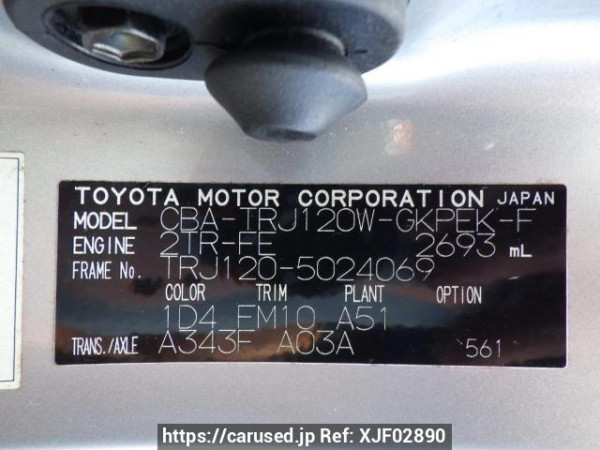 TOYOTA MOTOR CORPORATION JAPAN
MODEL CBA-TRJ120W-GKPEK-F
ENGINE 2TR-FE 2693 mL
FRAME No. TRJ120-5024069
COLOR TRIM PLANT OPTION
1D4 FM10 A51
TRANS./AXLE A343F A03A 561
https://carused.jp Ref: XJF02890